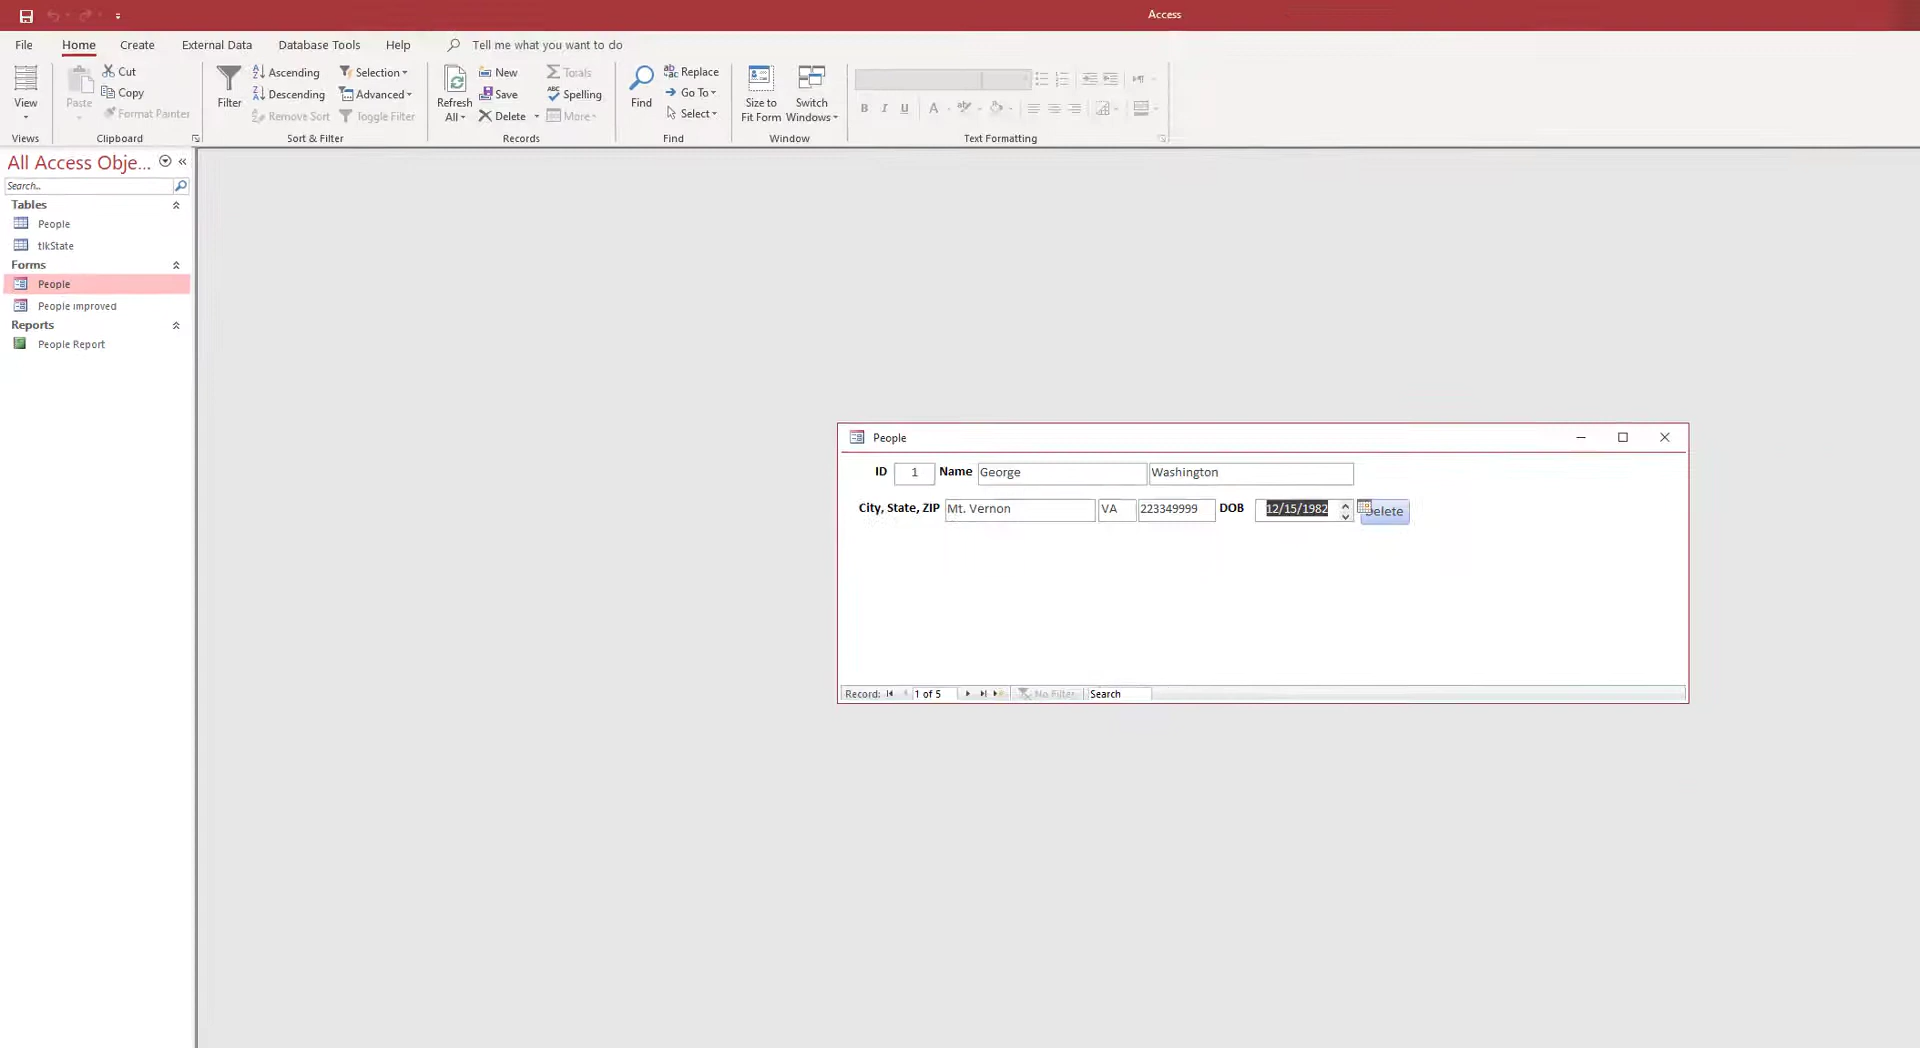 Access
File Home Create External Data Database Tools Help Tell me what you want to do
View
Views
Paste
Cut
Copy
Format Painter
Clipboard
Filter
Ascending
Descending
Remove Sort
Selection
Advanced
Toggle Filter
Sort & Filter
Refresh All
New
Save
Delete
Totals
Spelling
More
Records
Find
Replace
Go To
Select
Find
Size to Fit Form
Switch Windows
Window
B I U A
Text Formatting
All Access Obje...
Search...
Tables
People
tlkState
Forms
People
People improved
Reports
People Report
People
ID 1 Name George Washington
City, State, ZIP Mt. Vernon VA 223349999 DOB 12/15/1982 Delete
Record: 1 of 5 No Filter Search